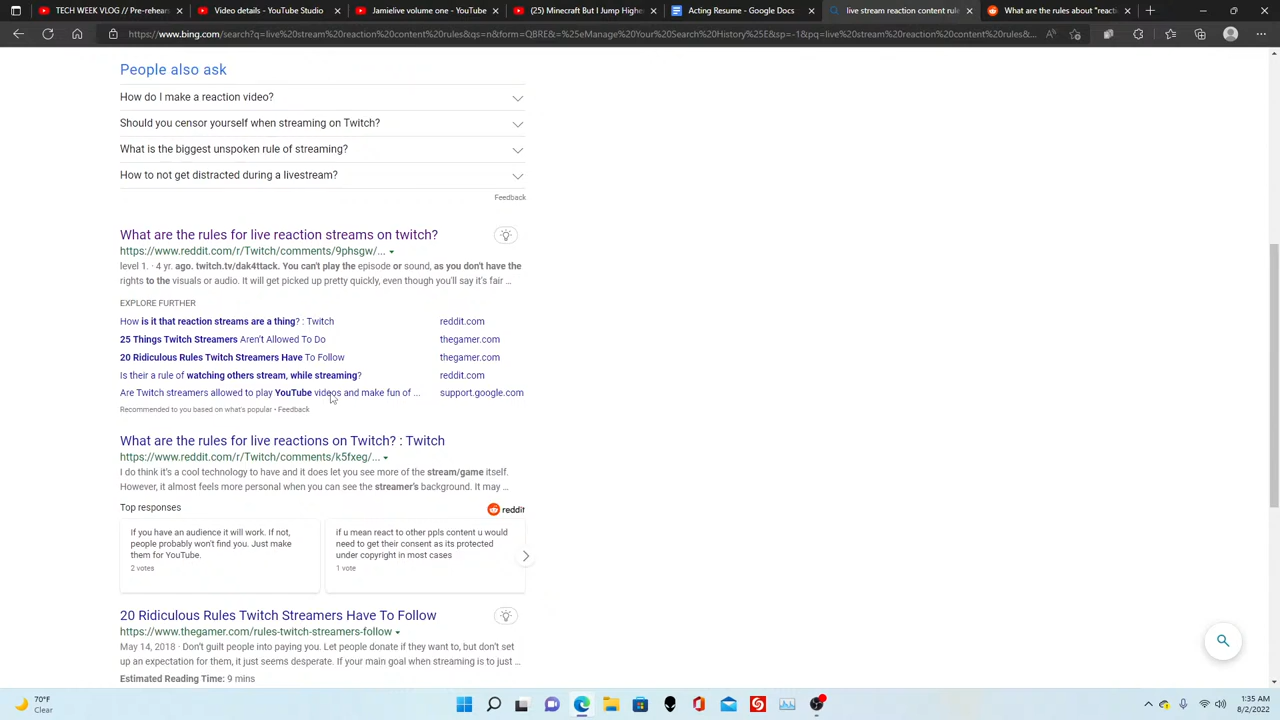 TECH WEEK VLOG // Pre-rehear
Video details - YouTube Studio
Jamielive volume one - YouTube
(25) Minecraft But I Jump Highe
Acting Resume - Google Docs
live stream reaction content rule
What are the rules about "react
https://www.bing.com/search?q=live%20stream%20reaction%20content%20rules&qs=n&form=QBRE&=%25eManage%20Your%20Search%20History%25E&sp=-1&pq=live%20stream%20reaction%20content%20rules&...
People also ask
How do I make a reaction video?
Should you censor yourself when streaming on Twitch?
What is the biggest unspoken rule of streaming?
How to not get distracted during a livestream?
Feedback
What are the rules for live reaction streams on twitch?
https://www.reddit.com/r/Twitch/comments/9phsgw/...
level 1. · 4 yr. ago. twitch.tv/dak4ttack. You can't play the episode or sound, as you don't have the
rights to the visuals or audio. It will get picked up pretty quickly, even though you'll say it's fair ...
EXPLORE FURTHER
How is it that reaction streams are a thing? : Twitch reddit.com
25 Things Twitch Streamers Aren't Allowed To Do thegamer.com
20 Ridiculous Rules Twitch Streamers Have To Follow thegamer.com
Is their a rule of watching others stream, while streaming? reddit.com
Are Twitch streamers allowed to play YouTube videos and make fun of ... support.google.com
Recommended to you based on what's popular • Feedback
What are the rules for live reactions on Twitch? : Twitch
https://www.reddit.com/r/Twitch/comments/k5fxeg/...
I do think it's a cool technology to have and it does let you see more of the stream/game itself.
However, it almost feels more personal when you can see the streamer's background. It may ...
Top responses
reddit
If you have an audience it will work. If not,
people probably won't find you. Just make
them for YouTube.
2 votes
if u mean react to other ppls content u would
need to get their consent as its protected
under copyright in most cases
1 vote
20 Ridiculous Rules Twitch Streamers Have To Follow
https://www.thegamer.com/rules-twitch-streamers-follow
May 14, 2018 · Don't guilt people into paying you. Let people donate if they want to, but don't set
up an expectation for them, it just seems desperate. If your main goal when streaming is to just ...
Estimated Reading Time: 9 mins
70°F
Clear
1:35 AM
8/2/2022